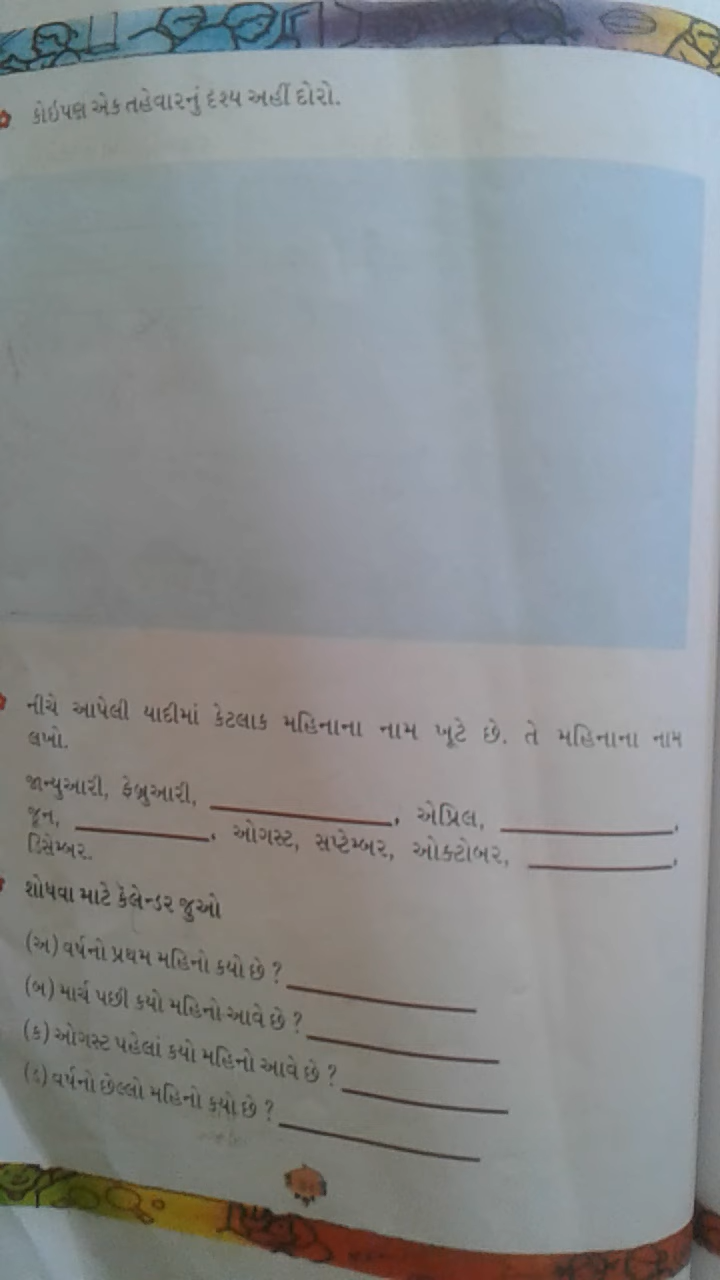 કોઈપણ એક તહેવારનું દૃશ્ય અહીં દોરો.
નીચે આપેલી યાદીમાં કેટલાક મહિનાના નામ ખૂટે છે. તે મહિનાના નામ
લખો.
જાન્યુઆરી, ફેબ્રુઆરી, ____________, એપ્રિલ, ____________,
જૂન, ____________, ઓગસ્ટ, સપ્ટેમ્બર, ઓક્ટોબર, ____________,
ડિસેમ્બર.
શોધવા માટે કેલેન્ડર જુઓ
(અ) વર્ષનો પ્રથમ મહિનો કયો છે ? ____________
(બ) માર્ચ પછી કયો મહિનો આવે છે ? ____________
(ક) ઓગસ્ટ પહેલાં કયો મહિનો આવે છે ? ____________
(ડ) વર્ષનો છેલ્લો મહિનો કયો છે ? ____________